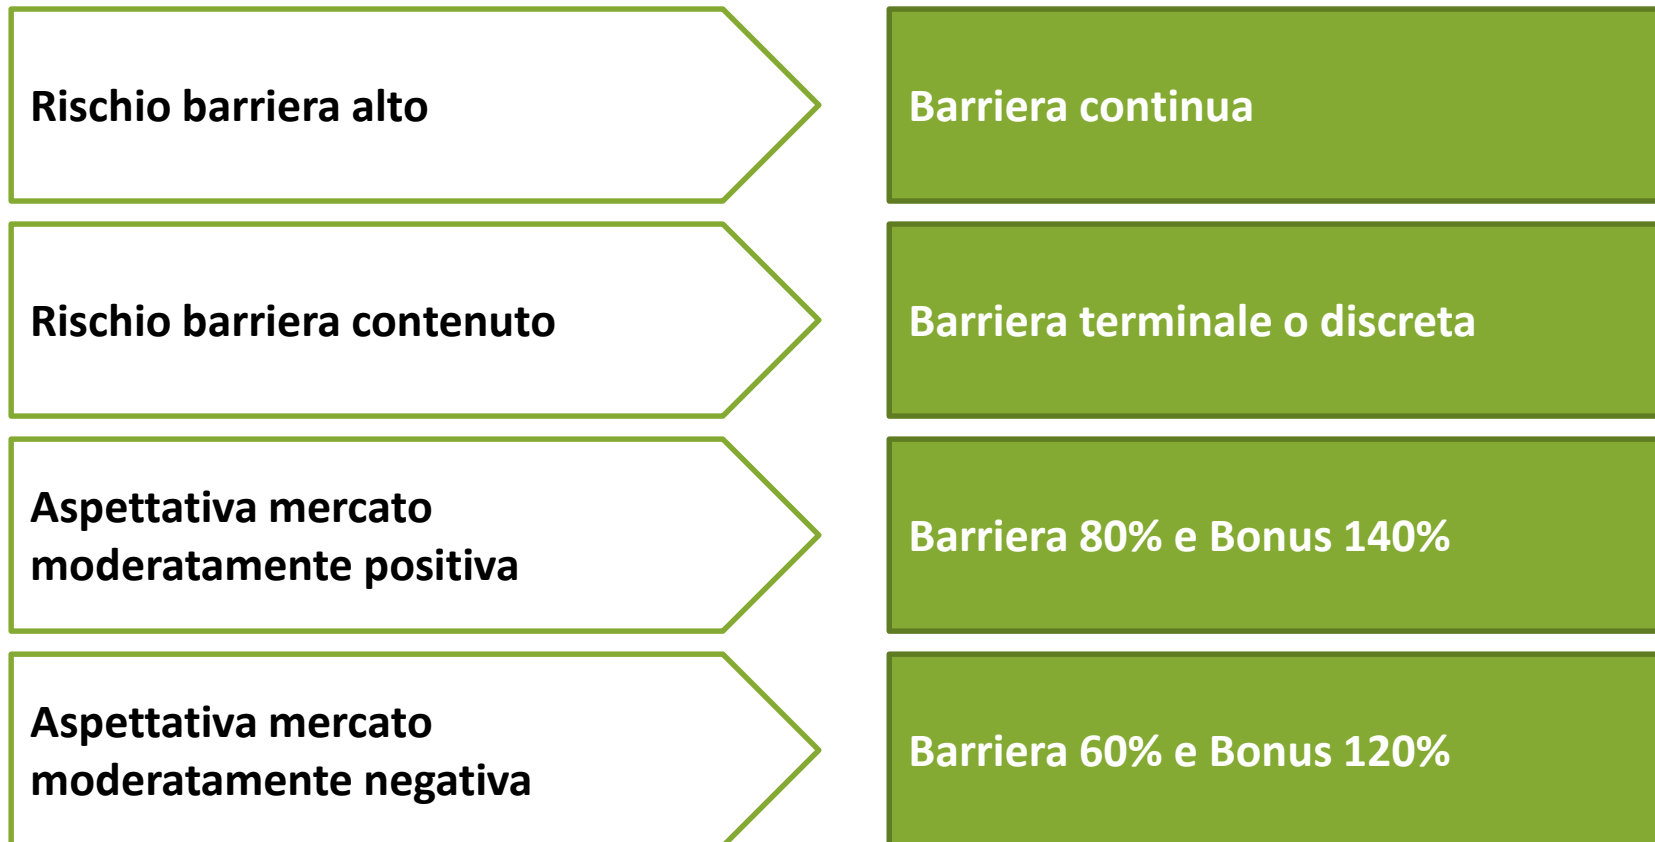 Rischio barriera alto
Barriera continua
Rischio barriera contenuto
Barriera terminale o discreta
Aspettativa mercato
moderatamente positiva
Barriera 80% e Bonus 140%
Aspettativa mercato
moderatamente negativa
Barriera 60% e Bonus 120%